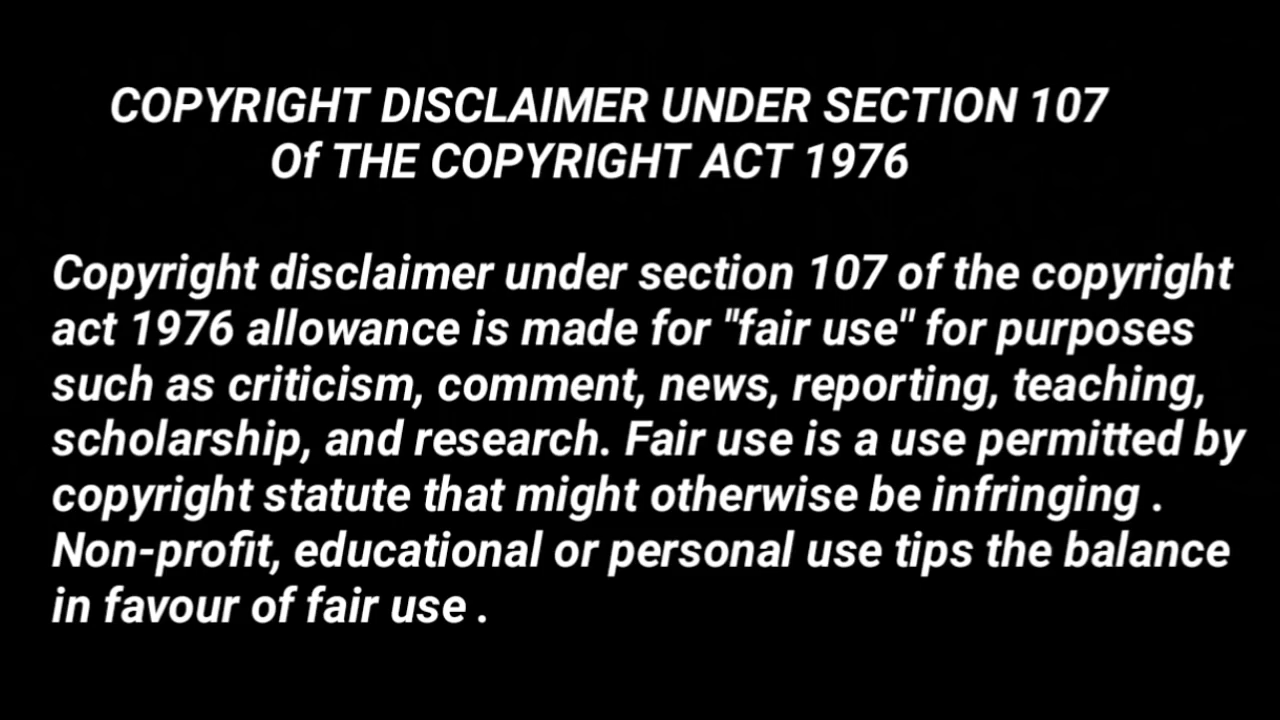 COPYRIGHT DISCLAIMER UNDER SECTION 107
Of THE COPYRIGHT ACT 1976
Copyright disclaimer under section 107 of the copyright
act 1976 allowance is made for "fair use" for purposes
such as criticism, comment, news, reporting, teaching,
scholarship, and research. Fair use is a use permitted by
copyright statute that might otherwise be infringing .
Non-profit, educational or personal use tips the balance
in favour of fair use .